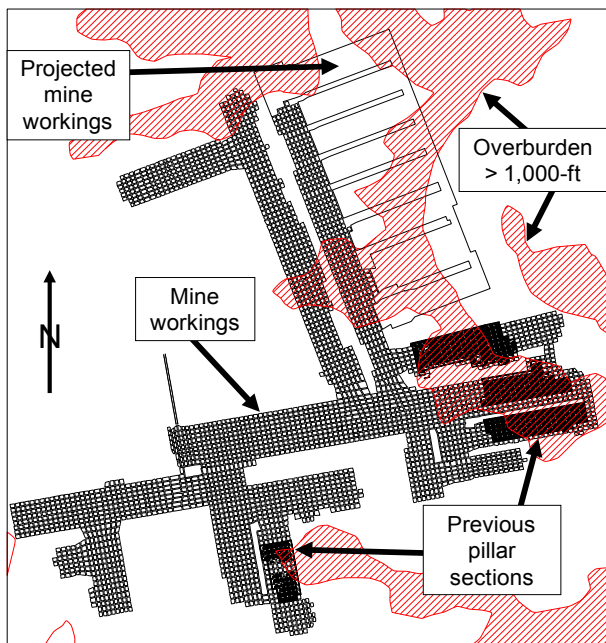 Projected
mine
workings
Overburden
> 1,000-ft
N
Mine
workings
Previous
pillar
sections